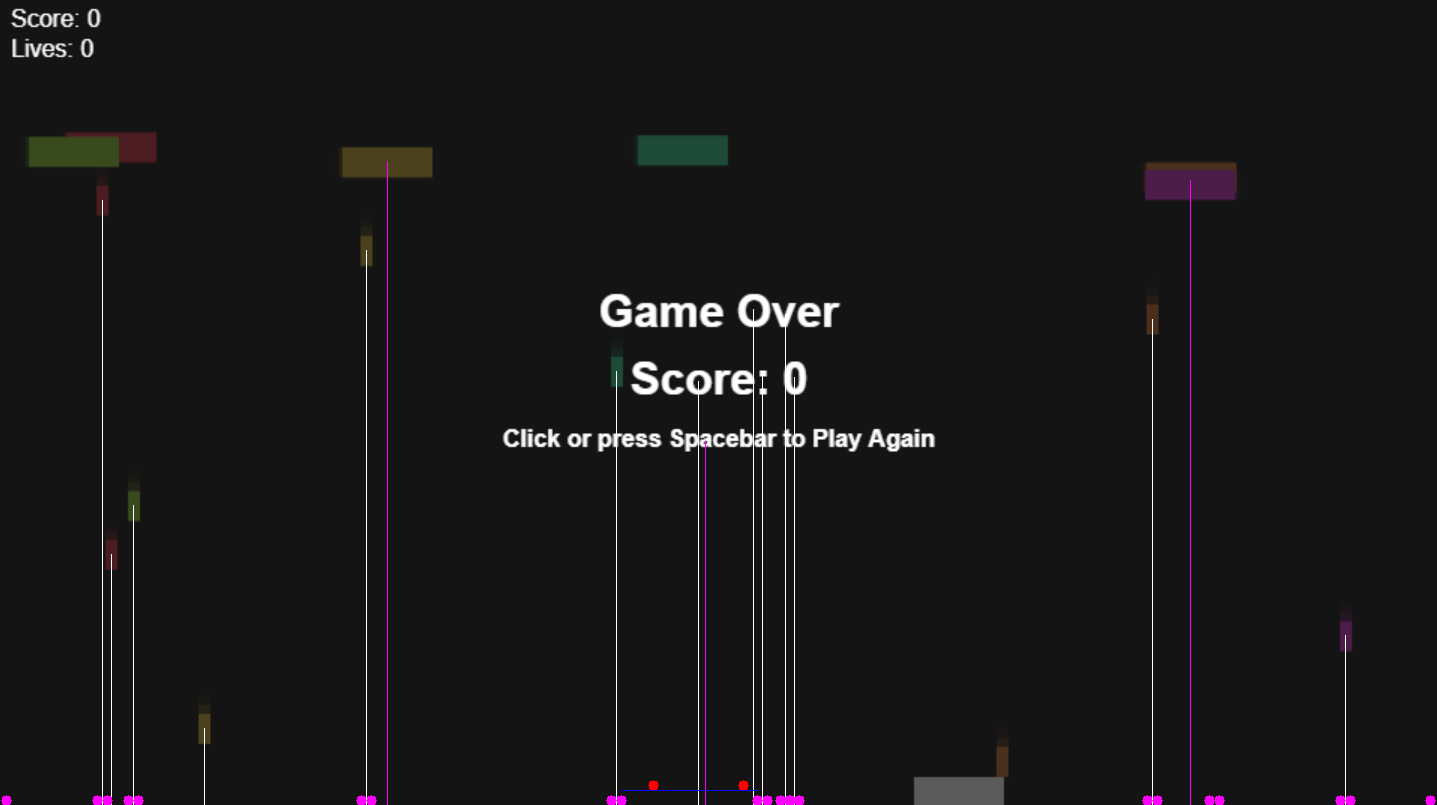 Score: 0
Lives: 0
Game Over
Score: 0
Click or press Spacebar to Play Again